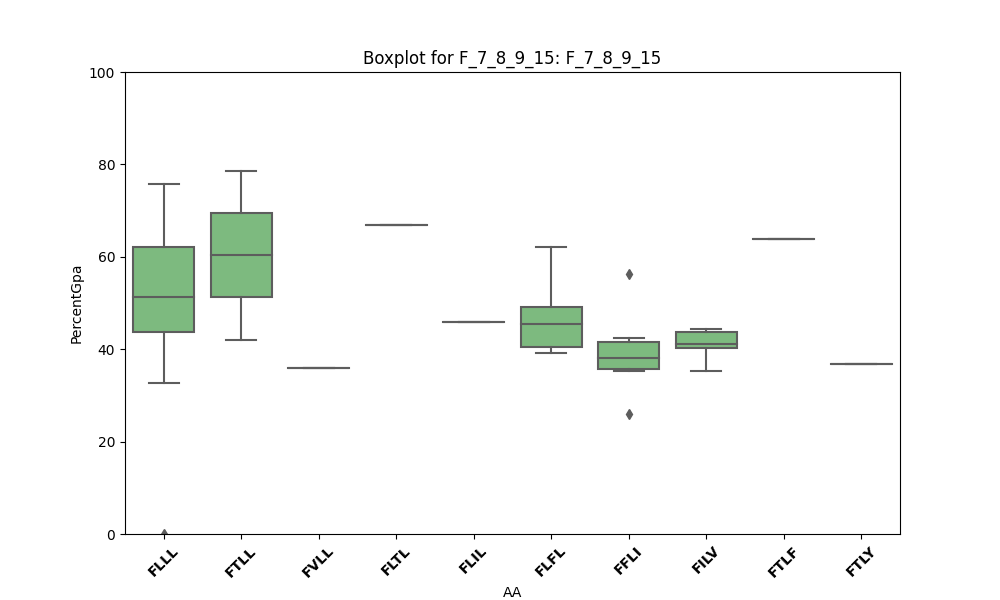 Boxplot for F_7_8_9_15: F_7_8_9_15
100
80
60
40
20
0
PercentGpa
FLLL
FTLL
FVLL
FLTL
FLIL
FLFL
FFLI
FILV
FTLF
FTLY
AA